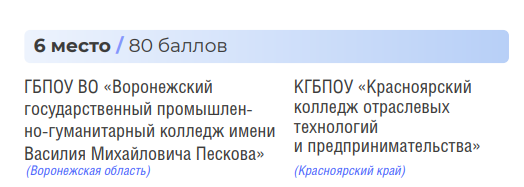 6 место / 80 баллов
ГБПОУ ВО «Воронежский
государственный промышлен-
но-гуманитарный колледж имени
Василия Михайловича Пескова»
(Воронежская область)
КГБПОУ «Красноярский
колледж отраслевых
технологий
и предпринимательства»
(Красноярский край)